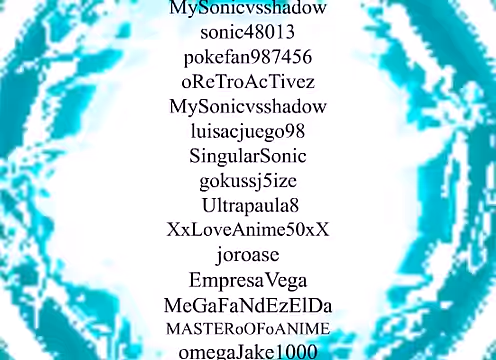 MySonicvsshadow
sonic48013
pokefan987456
oReTroAcTivez
MySonicvsshadow
luisacjuego98
SingularSonic
gokussj5ize
Ultrapaula8
XxLoveAnime50xX
joroase
EmpresaVega
MeGaFaNdEzElDa
MASTERoOFoANIME
omegaJake1000